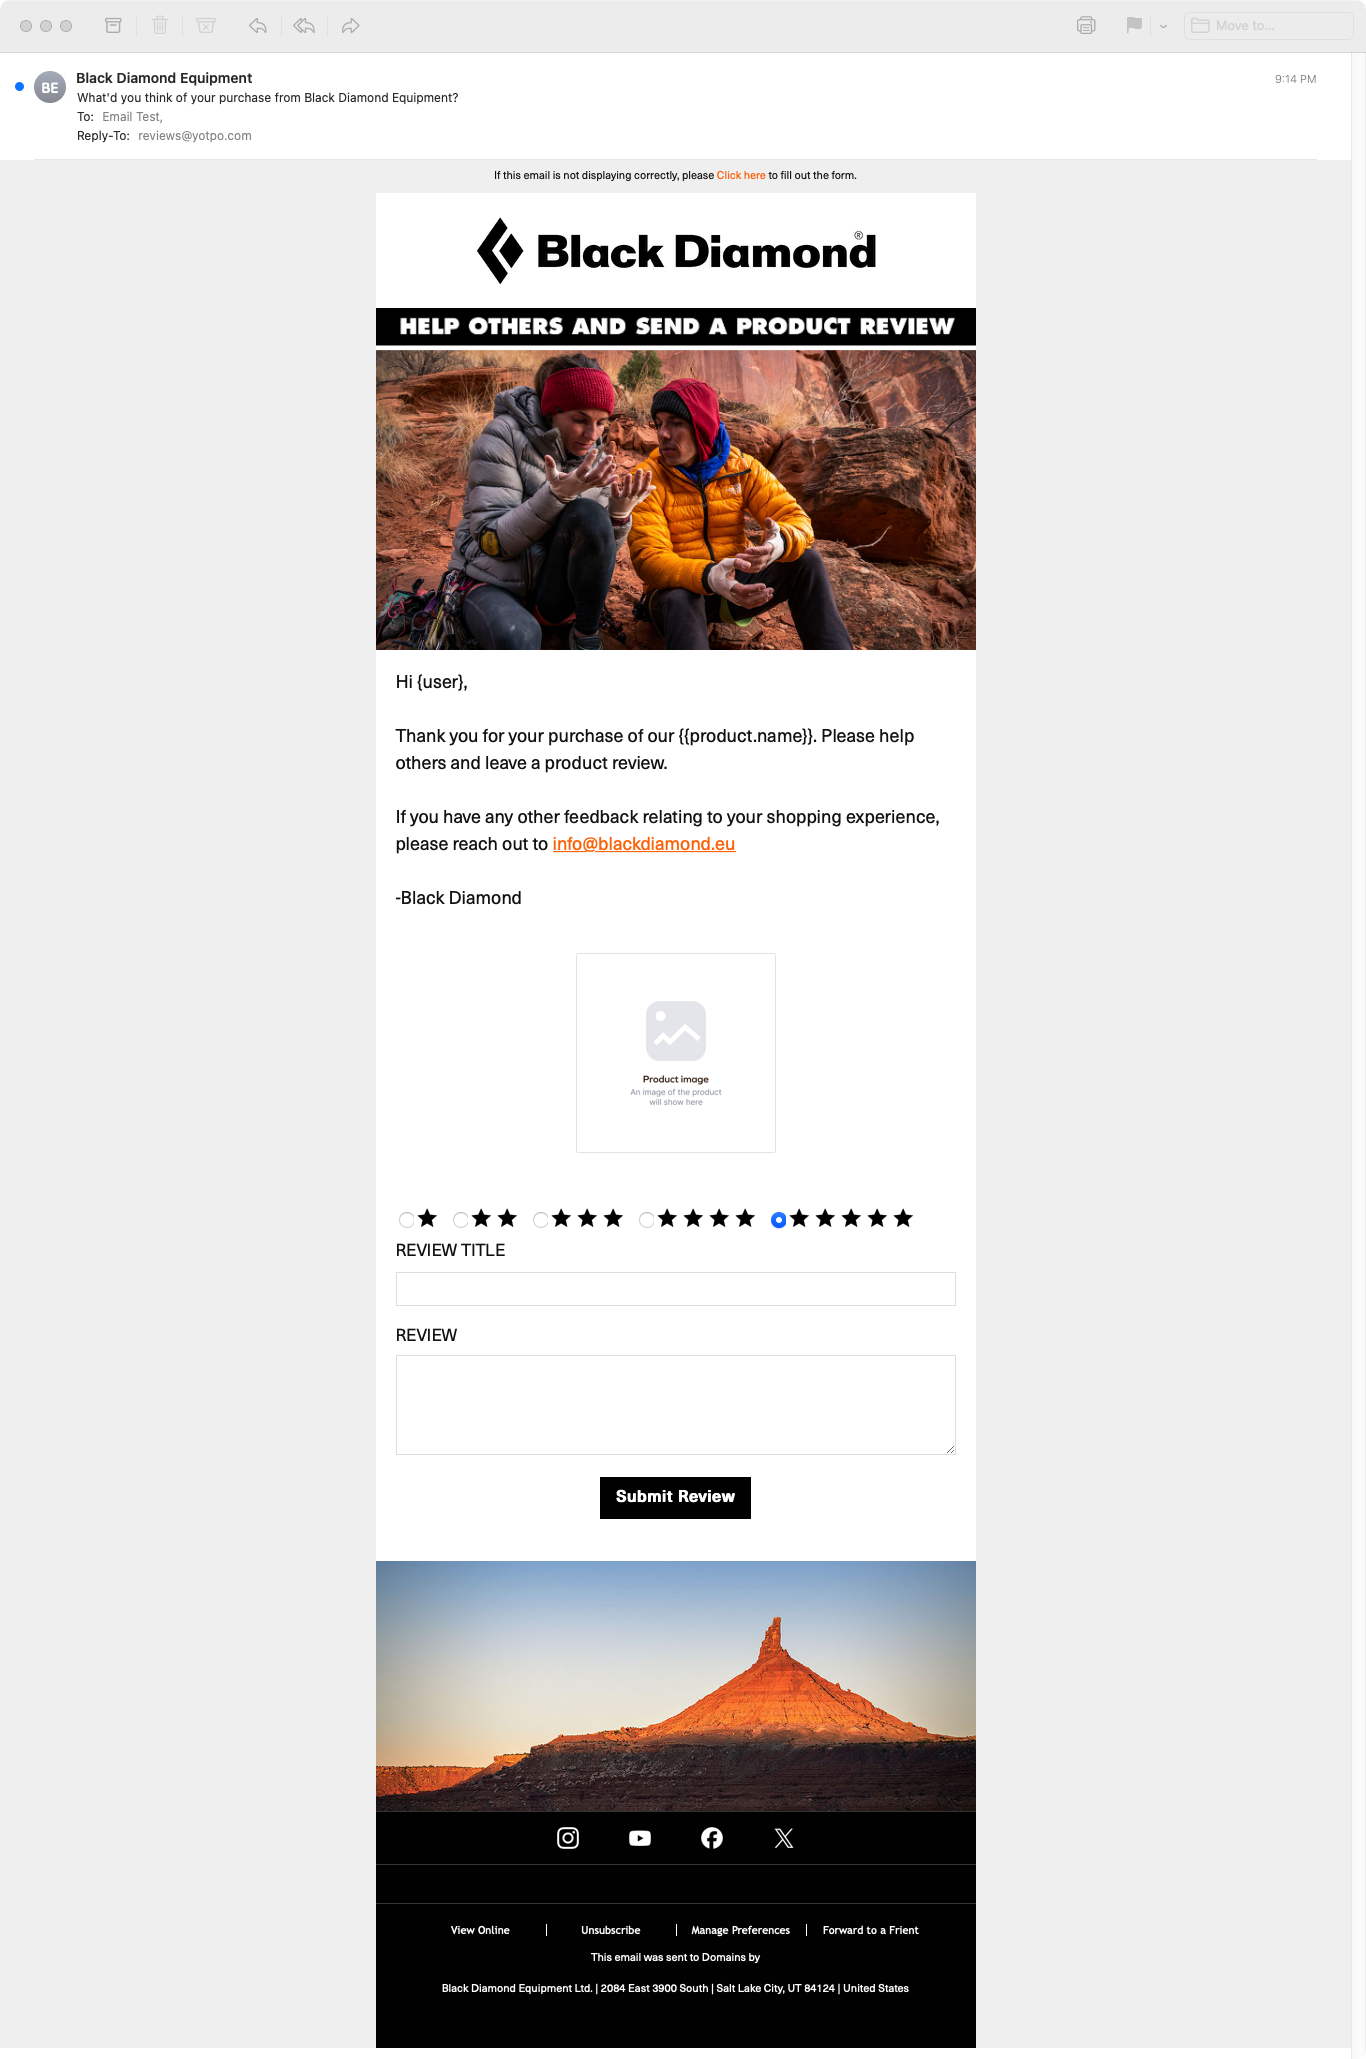 Move to...
BE
Black Diamond Equipment
9:14 PM
What'd you think of your purchase from Black Diamond Equipment?
To: Email Test,
Reply-To: reviews@yotpo.com
If this email is not displaying correctly, please Click here to fill out the form.
Black Diamond®
HELP OTHERS AND SEND A PRODUCT REVIEW
Hi {user},
Thank you for your purchase of our {{product.name}}. Please help
others and leave a product review.
If you have any other feedback relating to your shopping experience,
please reach out to info@blackdiamond.eu
-Black Diamond
Product image
An image of the product
will show here
REVIEW TITLE
REVIEW
Submit Review
View Online | Unsubscribe | Manage Preferences | Forward to a Frient
This email was sent to Domains by
Black Diamond Equipment Ltd. | 2084 East 3900 South | Salt Lake City, UT 84124 | United States